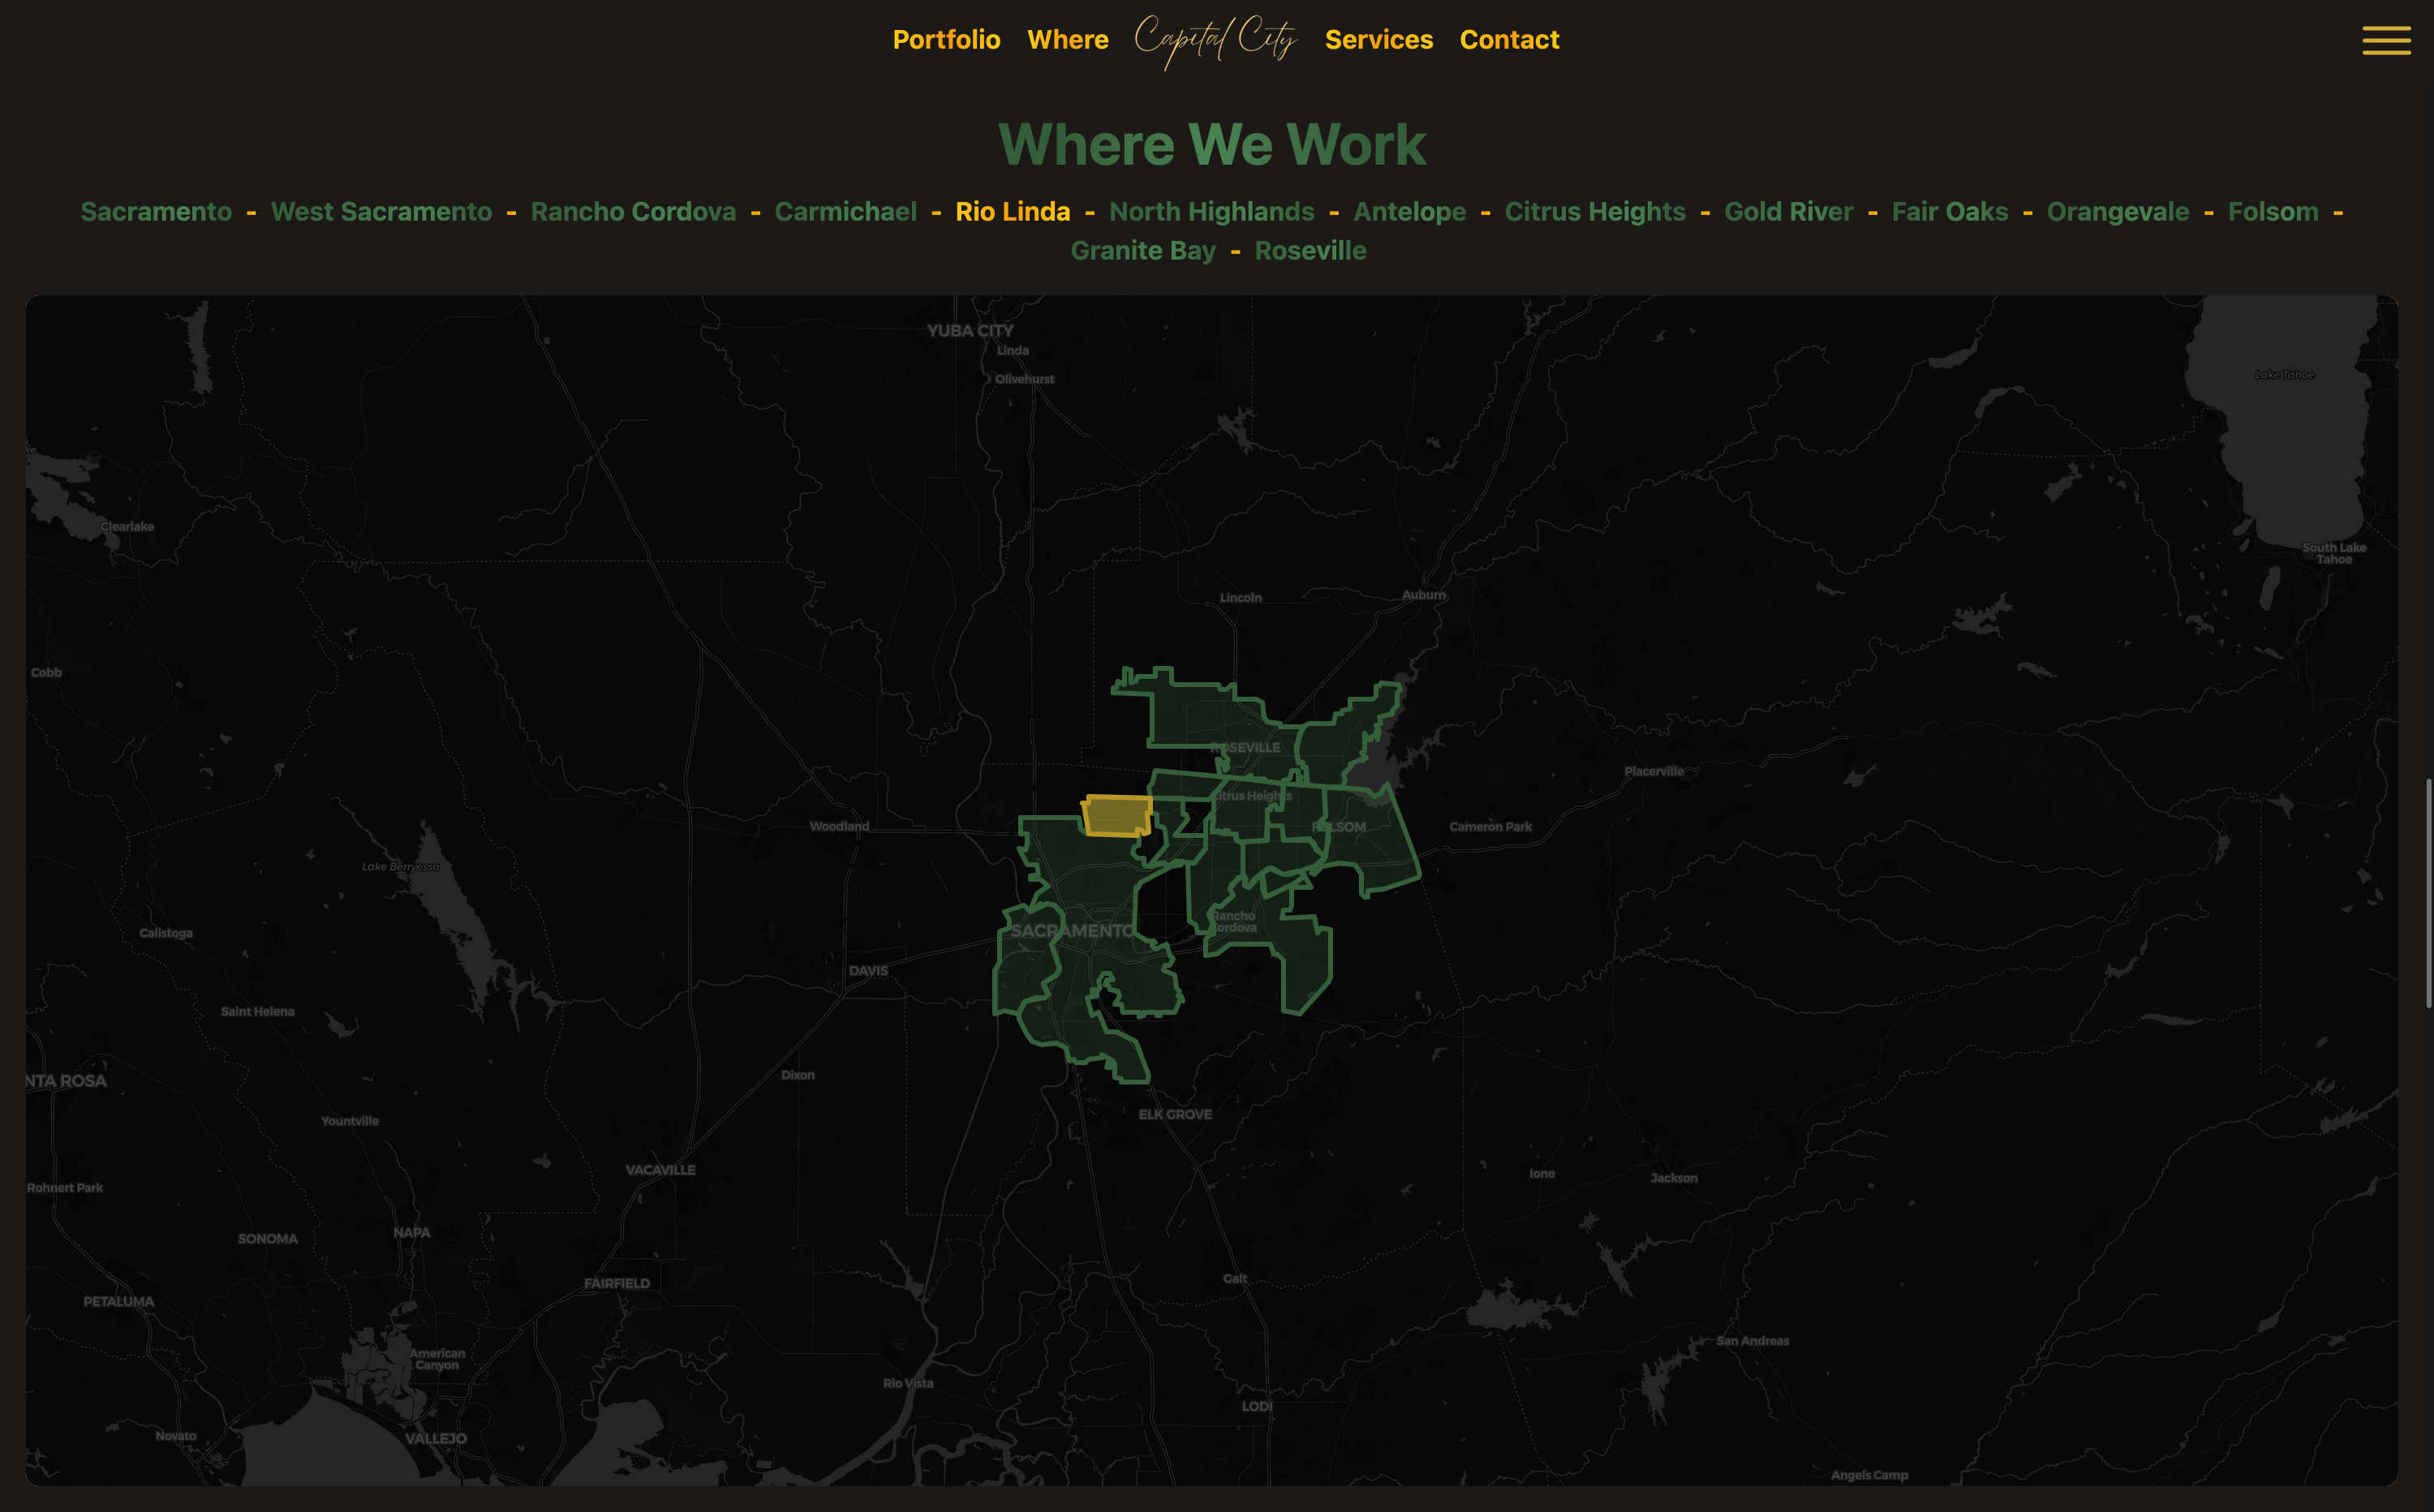 Portfolio Where Capital City Services Contact
Where We Work
Sacramento - West Sacramento - Rancho Cordova - Carmichael - Rio Linda - North Highlands - Antelope - Citrus Heights - Gold River - Fair Oaks - Orangevale - Folsom -
Granite Bay - Roseville
YUBA CITY
Linda
Olivehurst
Lake Tahoe
ke
Clearlake
South Lake
Tahoe
Lincoln
Auburn
Cobb
ROSEVILLE
Placerville
Citrus Heights
Woodland
FOLSOM
Cameron Park
Lake Berryessa
Rancho
Cordova
SACRAMENTO
Calistoga
DAVIS
Saint Helena
Dixon
NTA ROSA
ELK GROVE
Yountville
VACAVILLE
Ione
Jackson
Rohnert Park
NAPA
SONOMA
Galt
FAIRFIELD
PETALUMA
San Andreas
American
Canyon
Rio Vista
LODI
Novato
VALLEJO
Angels Camp